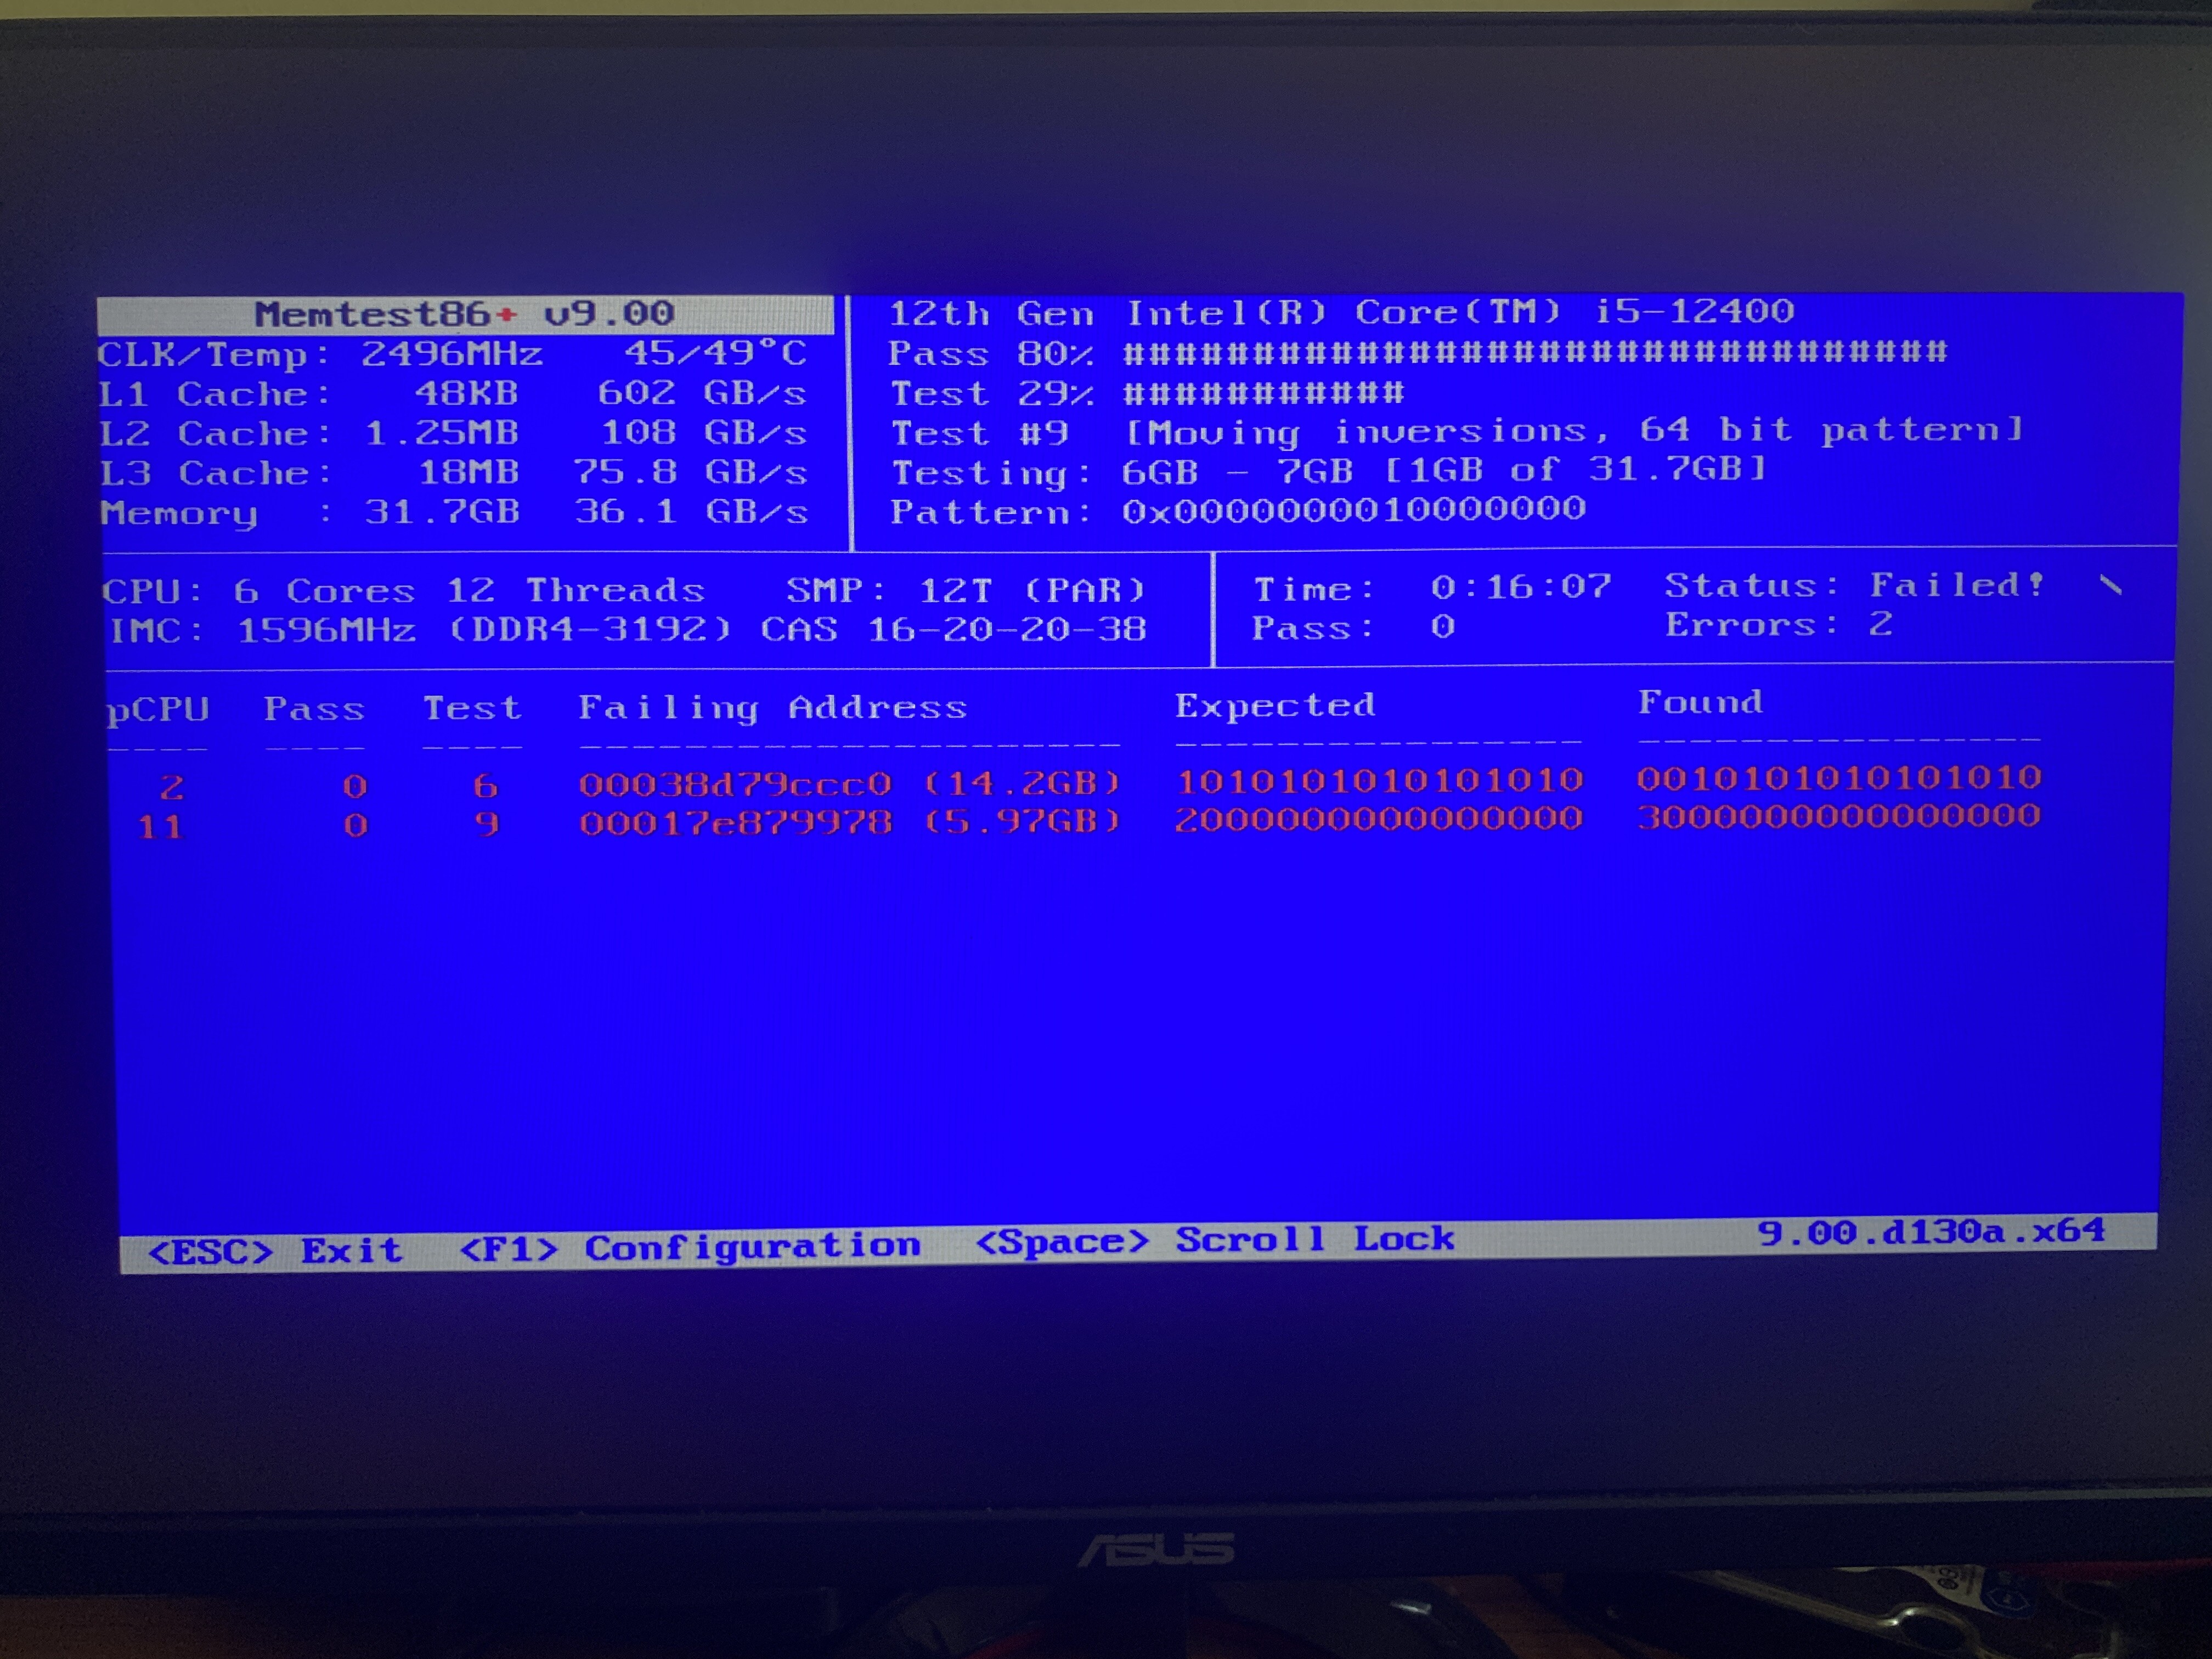 Memtest86+ v9.00
12th Gen Intel(R) Core(TM) i5-12400
CLK/Temp: 2496MHz 45/49°C
Pass 80% ################################
L1 Cache: 48KB 602 GB/s
Test 29% ###########
L2 Cache: 1.25MB 108 GB/s
Test #9 [Moving inversions, 64 bit pattern]
L3 Cache: 18MB 75.8 GB/s
Testing: 6GB - 7GB [1GB of 31.7GB]
Memory : 31.7GB 36.1 GB/s
Pattern: 0x0000000010000000
CPU: 6 Cores 12 Threads SMP: 12T (PAR)
Time: 0:16:07 Status: Failed! \
IMC: 1596MHz (DDR4-3192) CAS 16-20-20-38
Pass: 0 Errors: 2
pCPU Pass Test Failing Address Expected Found
---- ---- ---- --------------------- ---------------- ----------------
2 0 6 00038d79ccc0 (14.2GB) 1010101010101010 0010101010101010
11 0 9 00017e879978 (5.97GB) 2000000000000000 3000000000000000
<ESC> Exit <F1> Configuration <Space> Scroll Lock 9.00.d130a.x64
ASUS